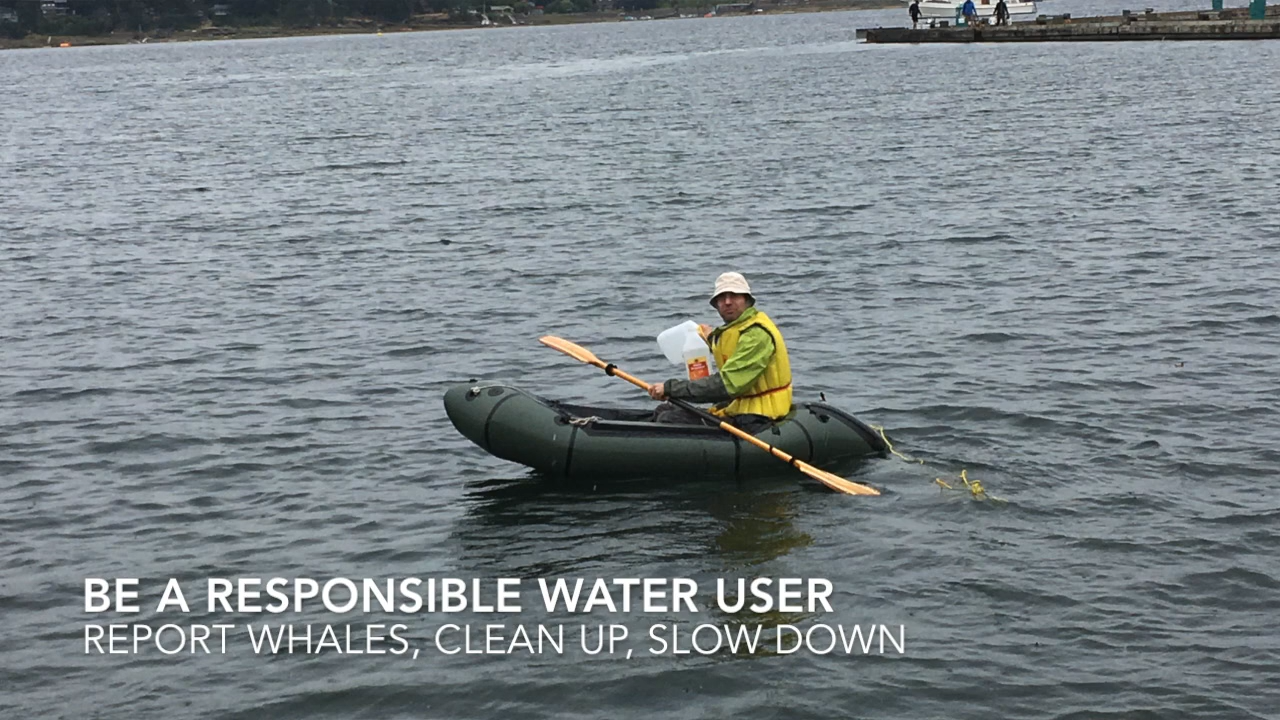 BE A RESPONSIBLE WATER USER
REPORT WHALES, CLEAN UP, SLOW DOWN